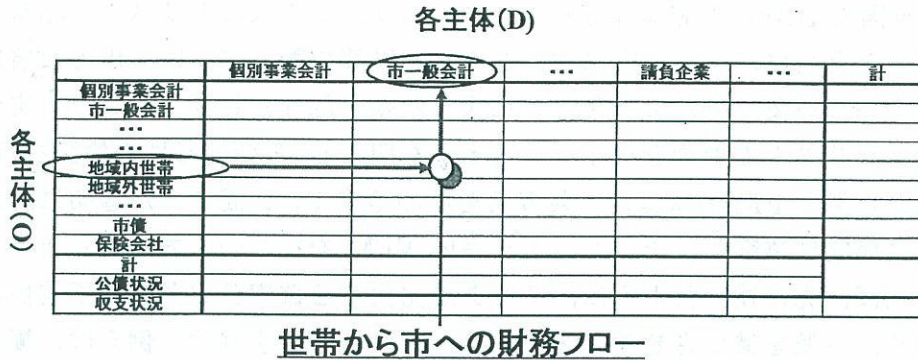 各主体(D)
個別事業会計 市一般会計 … 請負企業 … 計
個別事業会計
市一般会計
…
…
地域内世帯
地域外世帯
…
市債
保険会社
計
公債状況
収支状況
各主体(O)
世帯から市への財務フロー